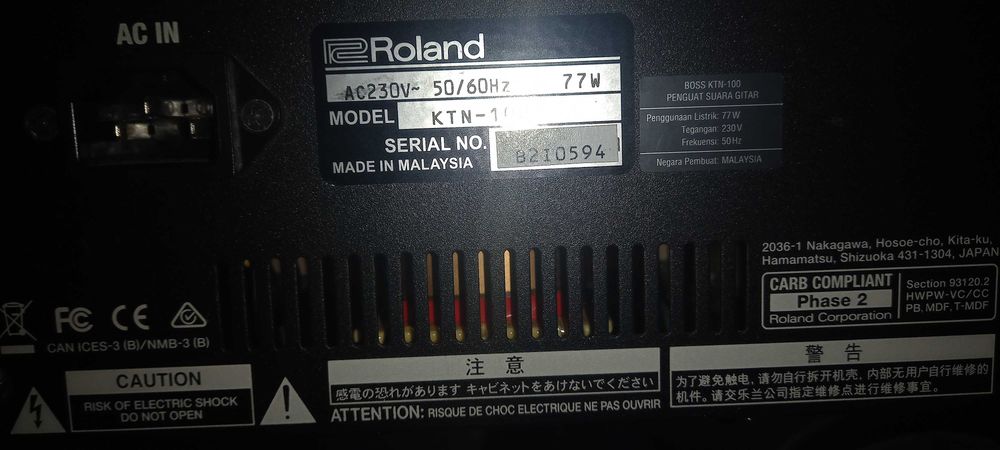 AC IN
Roland
AC230V~ 50/60Hz 77W
MODEL KTN-1
SERIAL NO. B2I0594
MADE IN MALAYSIA
BOSS KTN-100
PENGUAT SUARA GITAR
Penggunaan Listrik: 77W
Tegangan: 230V
Frekuensi: 50Hz
Negara Pembuat: MALAYSIA
2036-1 Nakagawa, Hosoe-cho, Kita-ku,
Hamamatsu, Shizuoka 431-1304, JAPAN
CARB COMPLIANT
Phase 2
Roland Corporation
Section 93120.2
HWPW-VC/CC
PB, MDF, T-MDF
FC CE
CAN ICES-3 (B)/NMB-3 (B)
CAUTION
RISK OF ELECTRIC SHOCK
DO NOT OPEN
注 意
感電の恐れがあります キャビネットをあけないでください
ATTENTION: RISQUE DE CHOC ELECTRIQUE NE PAS OUVRIR
警 告
为了避免触电，请勿自行拆开机壳，内部无用户自行维修的
机件。请交乐兰公司指定维修点进行维修事宜。